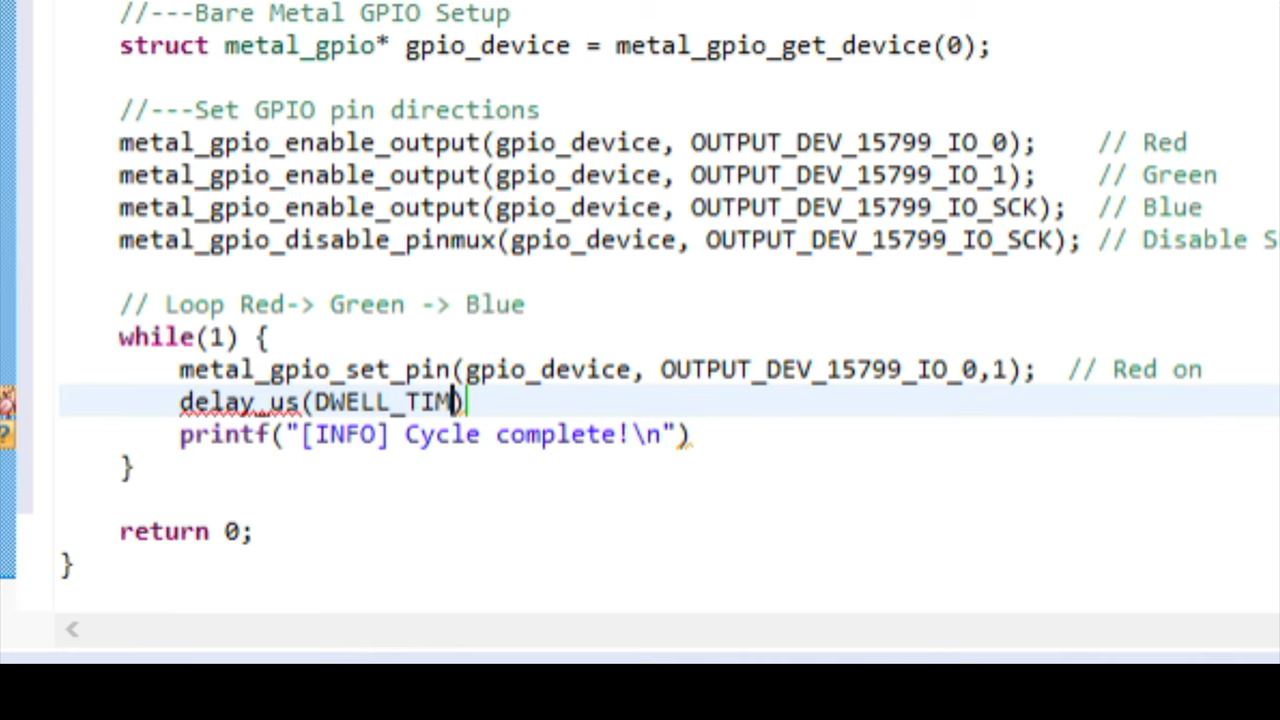 //---Bare Metal GPIO Setup
struct metal_gpio* gpio_device = metal_gpio_get_device(0);
//---Set GPIO pin directions
metal_gpio_enable_output(gpio_device, OUTPUT_DEV_15799_IO_0); // Red
metal_gpio_enable_output(gpio_device, OUTPUT_DEV_15799_IO_1); // Green
metal_gpio_enable_output(gpio_device, OUTPUT_DEV_15799_IO_SCK); // Blue
metal_gpio_disable_pinmux(gpio_device, OUTPUT_DEV_15799_IO_SCK); // Disable S
// Loop Red-> Green -> Blue
while(1) {
metal_gpio_set_pin(gpio_device, OUTPUT_DEV_15799_IO_0,1); // Red on
delay_us(DWELL_TIM)
printf("[INFO] Cycle complete!\n")
}
return 0;
}